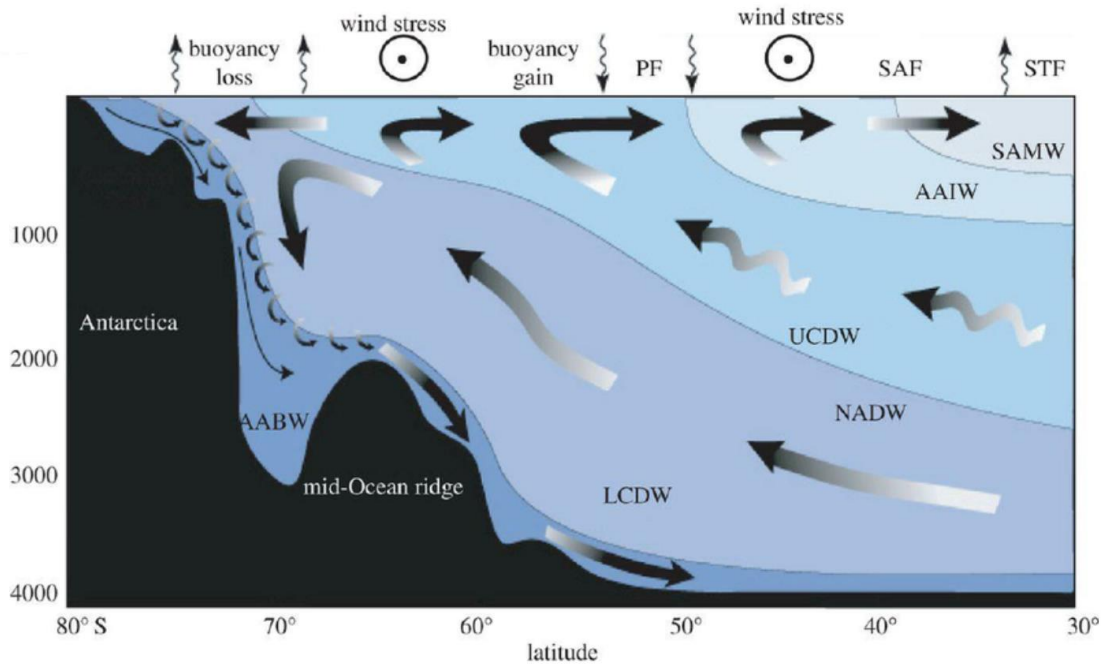 wind stress
wind stress
buoyancy
loss
buoyancy
gain
PF
SAF
STF
SAMW
AAIW
1000
Antarctica
UCDW
2000
NADW
AABW
3000
mid-Ocean ridge
LCDW
4000
80° S
70°
60°
50°
40°
30°
latitude